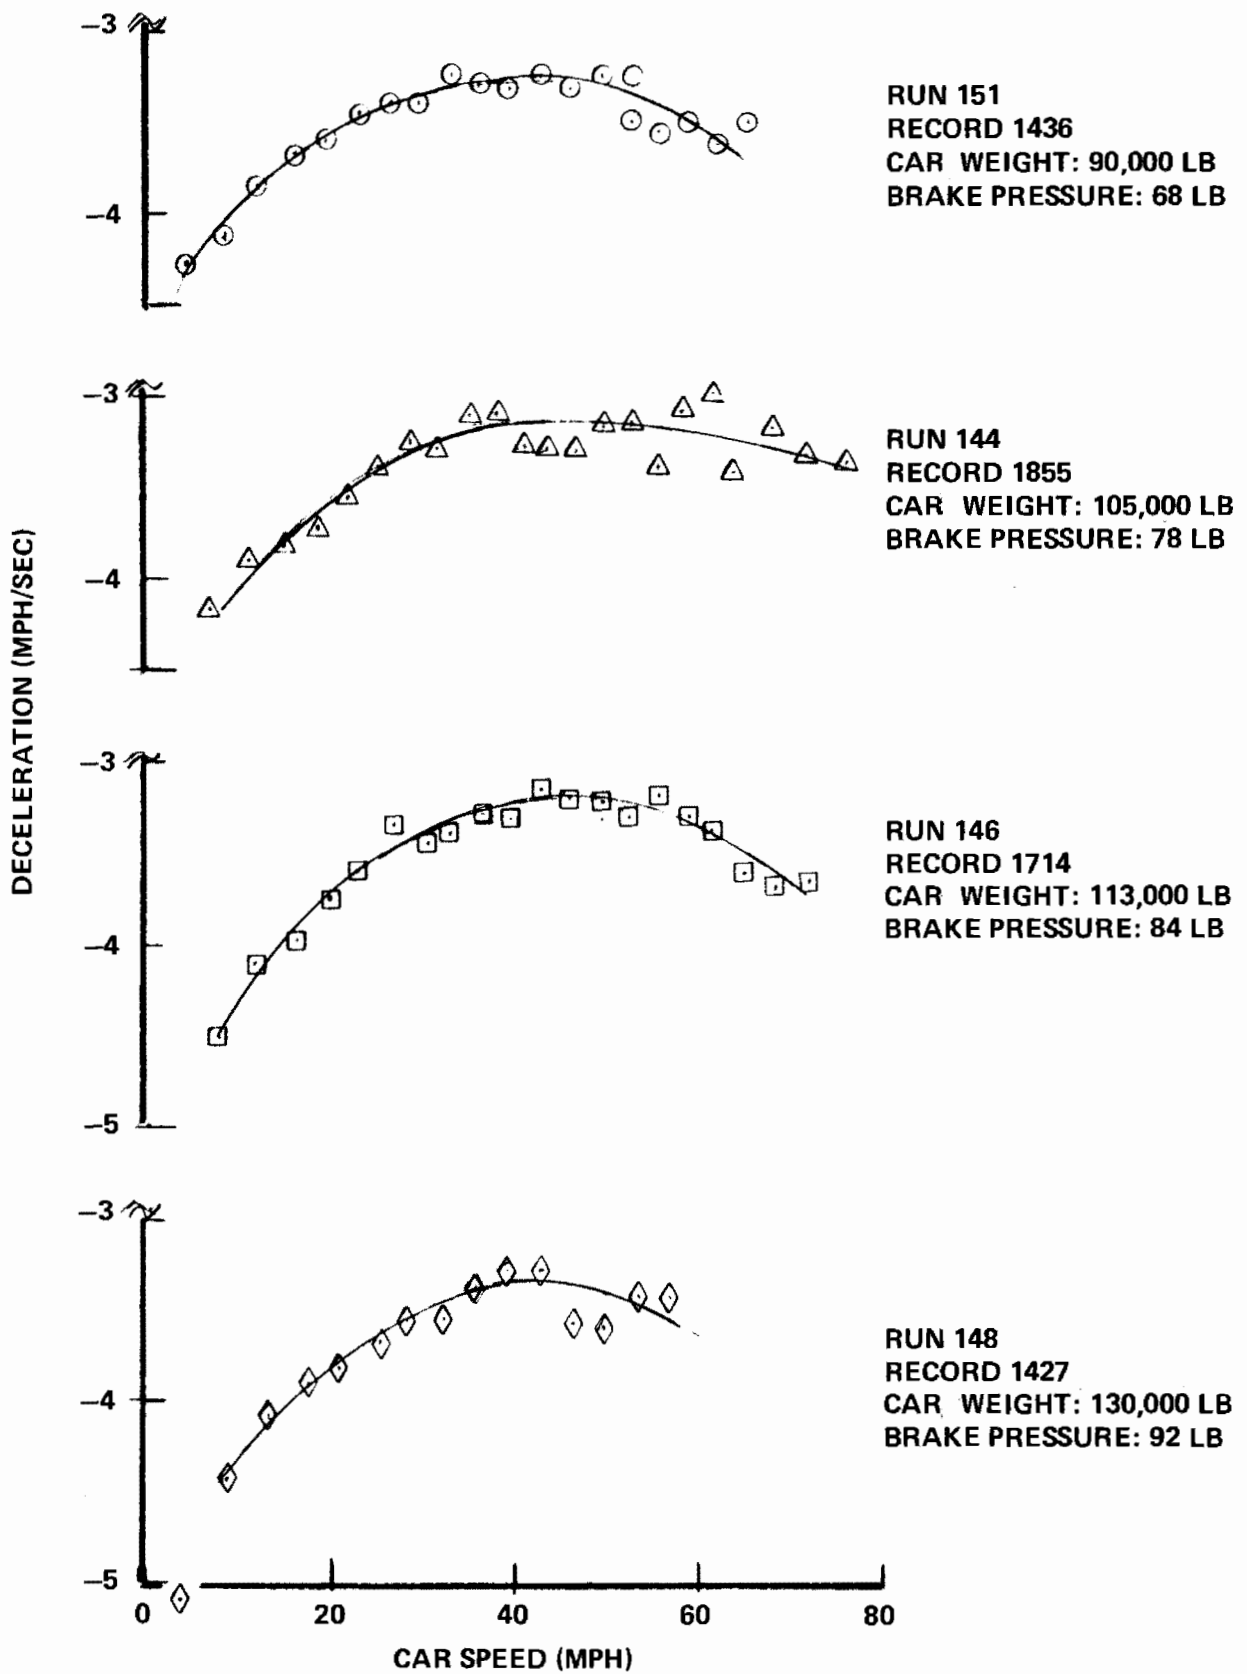 −3
−4
RUN 151
RECORD 1436
CAR WEIGHT: 90,000 LB
BRAKE PRESSURE: 68 LB
−3
−4
RUN 144
RECORD 1855
CAR WEIGHT: 105,000 LB
BRAKE PRESSURE: 78 LB
DECELERATION (MPH/SEC)
−3
−4
−5
RUN 146
RECORD 1714
CAR WEIGHT: 113,000 LB
BRAKE PRESSURE: 84 LB
−3
−4
−5
RUN 148
RECORD 1427
CAR WEIGHT: 130,000 LB
BRAKE PRESSURE: 92 LB
0 20 40 60 80
CAR SPEED (MPH)